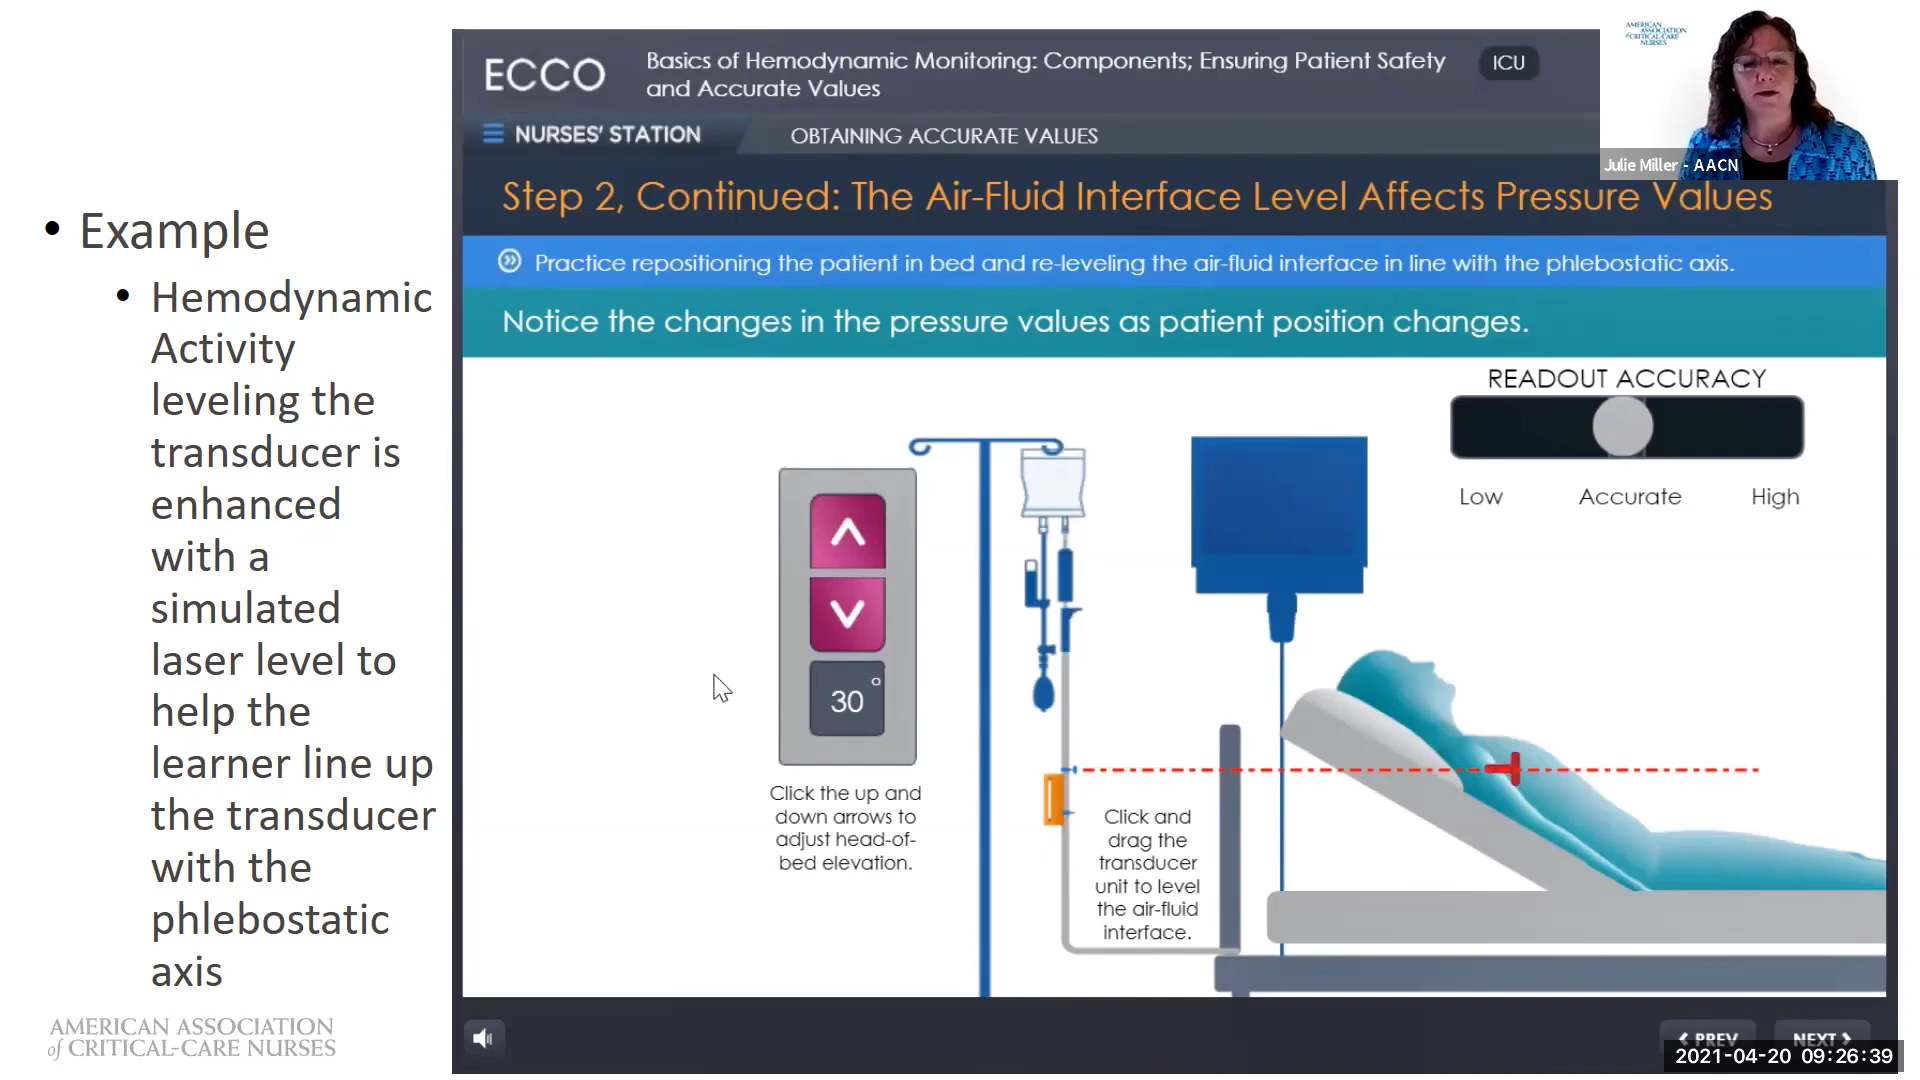 • Example
• Hemodynamic
Activity
leveling the
transducer is
enhanced
with a
simulated
laser level to
help the
learner line up
the transducer
with the
phlebostatic
axis
AMERICAN ASSOCIATION
of CRITICAL-CARE NURSES
ECCO
Basics of Hemodynamic Monitoring: Components; Ensuring Patient Safety
and Accurate Values
ICU
NURSES' STATION
OBTAINING ACCURATE VALUES
Step 2, Continued: The Air-Fluid Interface Level Affects Pressure Values
Practice repositioning the patient in bed and re-leveling the air-fluid interface in line with the phlebostatic axis.
Notice the changes in the pressure values as patient position changes.
READOUT ACCURACY
Low Accurate High
30°
Click the up and
down arrows to
adjust head-of-
bed elevation.
Click and
drag the
transducer
unit to level
the air-fluid
interface.
PREV
NEXT
AMERICAN
ASSOCIATION
of CRITICAL-CARE
NURSES
Julie Miller - AACN
2021-04-20 09:26:39